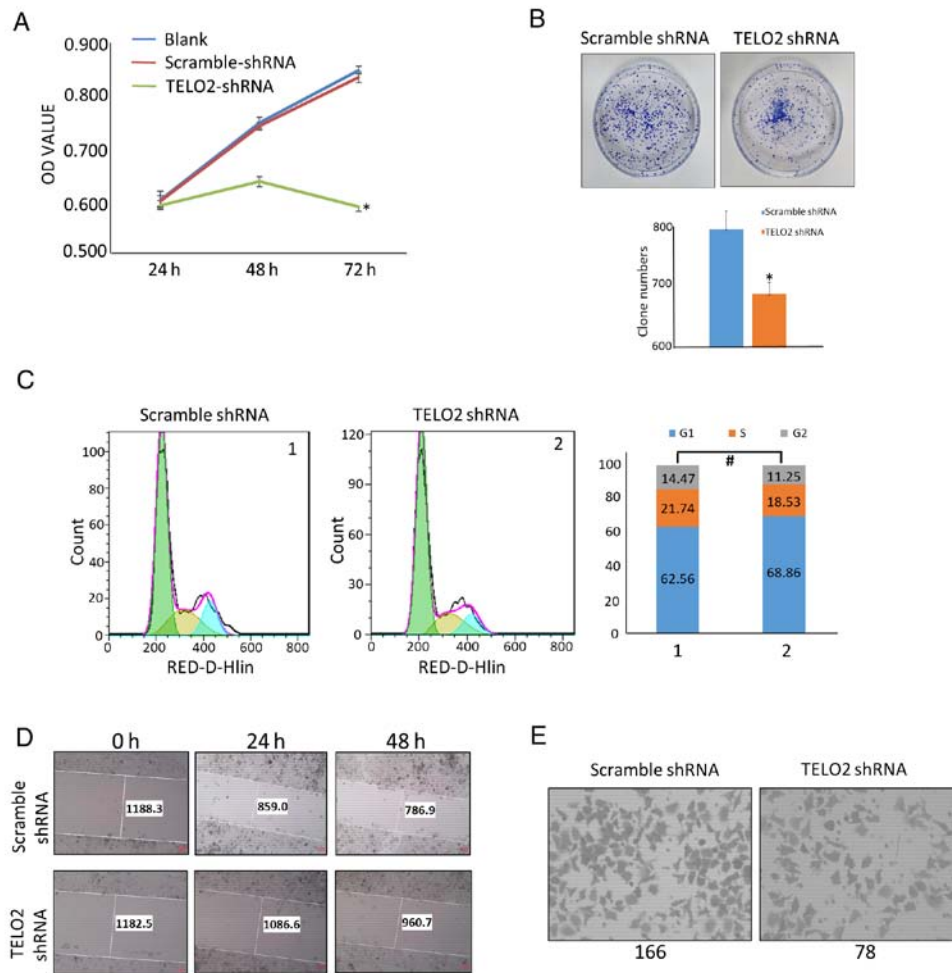 A
0.900
0.800
0.700
0.600
0.500
OD VALUE
Blank
Scramble-shRNA
TELO2-shRNA
*
24 h
48 h
72 h
B
Scramble shRNA
TELO2 shRNA
800
700
600
Clone numbers
Scramble shRNA
TELO2 shRNA
*
C
Scramble shRNA
1
100
80
60
40
20
0
Count
0
200
400
600
800
RED-D-Hlin
TELO2 shRNA
2
120
90
60
30
0
Count
0
200
400
600
800
RED-D-Hlin
G1
S
G2
#
100
80
60
40
20
0
14.47
21.74
62.56
11.25
18.53
68.86
1
2
D
0 h
24 h
48 h
Scramble
shRNA
1188.3
859.0
786.9
TELO2
shRNA
1182.5
1086.6
960.7
E
Scramble shRNA
TELO2 shRNA
166
78